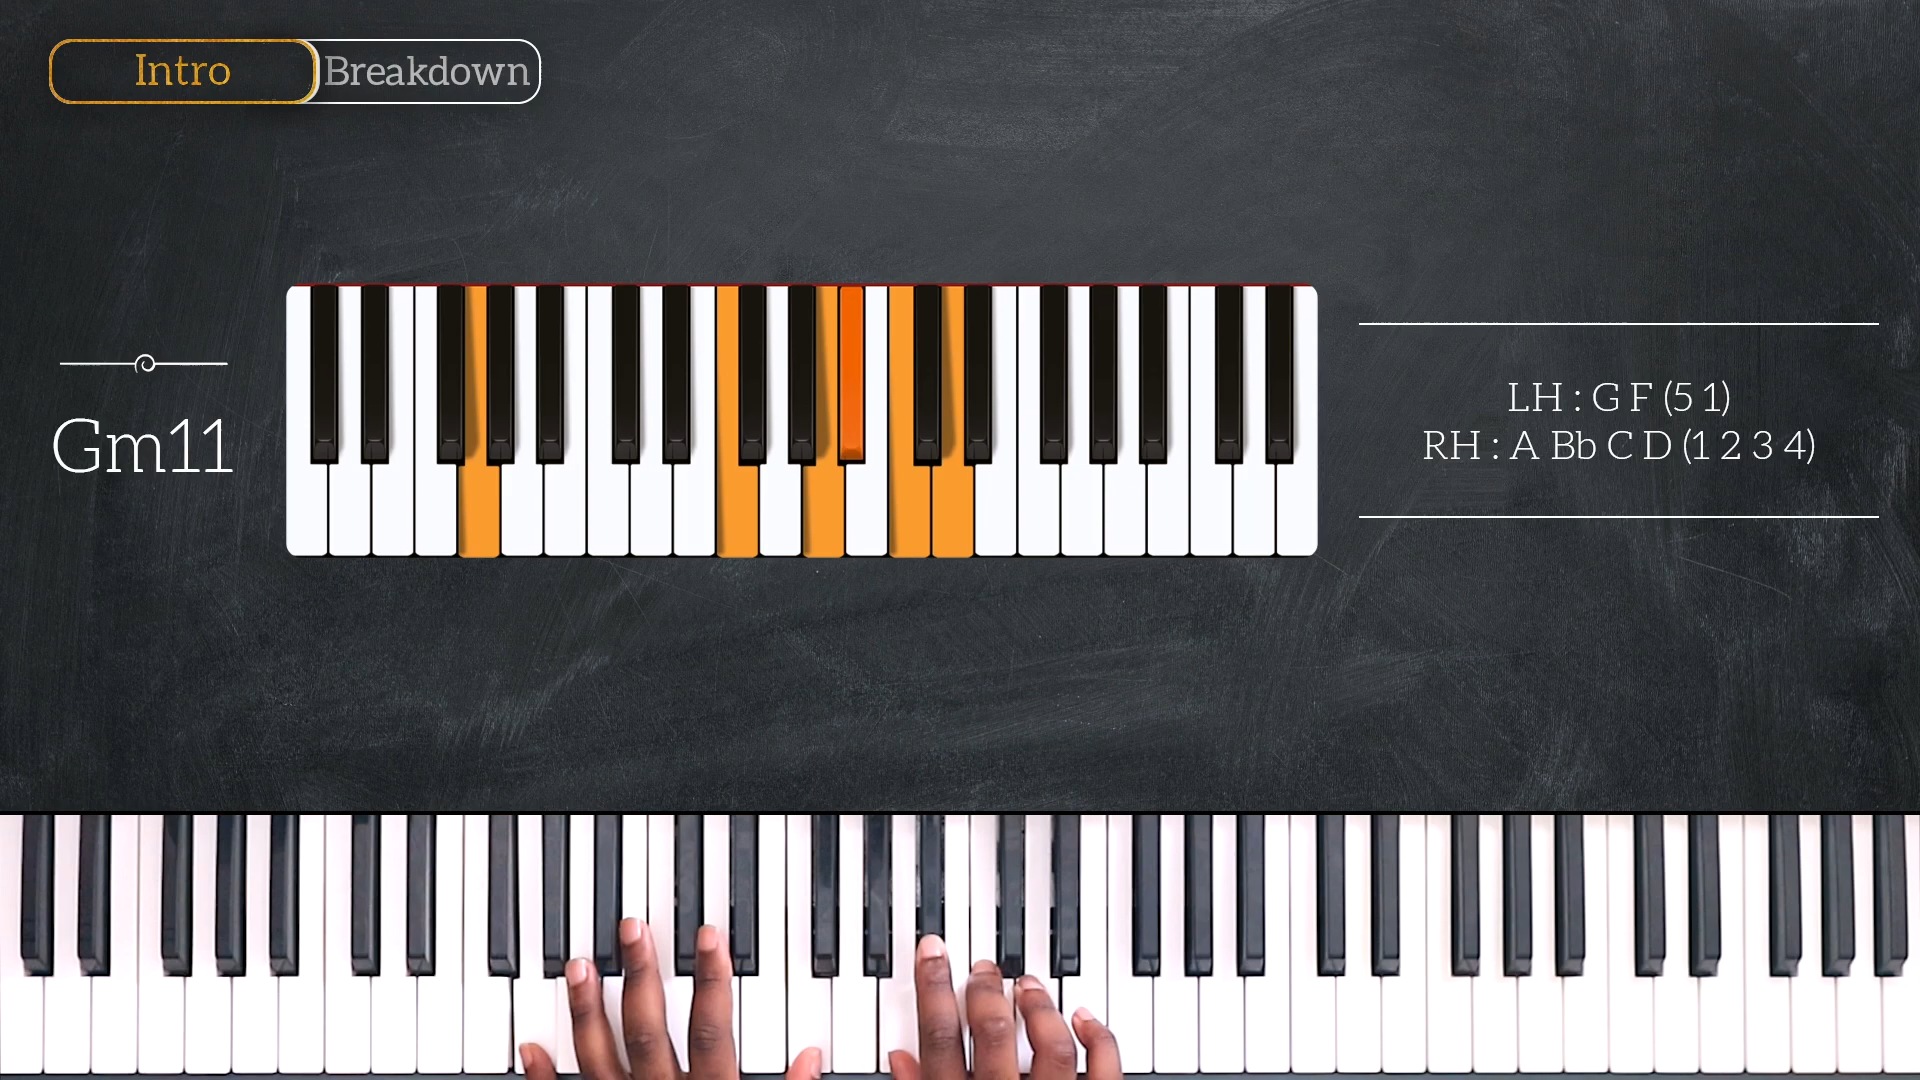 Intro Breakdown
Gm11
LH : G F (5 1)
RH : A Bb C D (1 2 3 4)